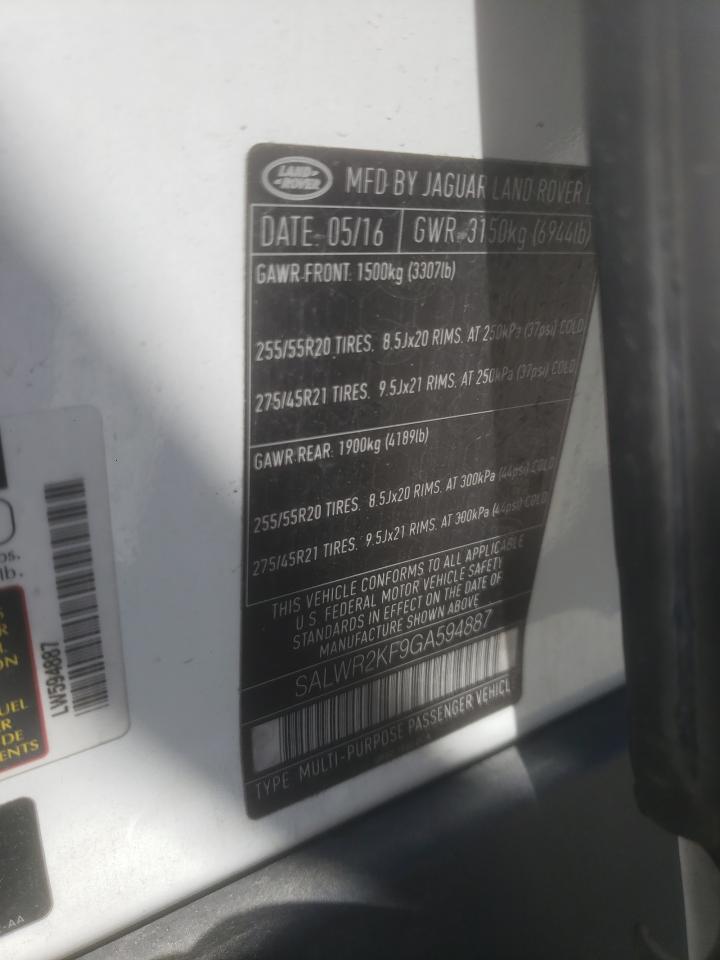 LAND ROVER
MFD BY JAGUAR LAND ROVER
DATE: 05/16
GWR: 3150kg (6944lb)
GAWR FRONT: 1500kg (3307lb)
255/55R20 TIRES. 8.5Jx20 RIMS. AT 250kPa (37psi) COLD
275/45R21 TIRES. 9.5Jx21 RIMS. AT 250kPa (37psi) COLD
GAWR REAR: 1900kg (4189lb)
255/55R20 TIRES. 8.5Jx20 RIMS. AT 300kPa (44psi) COLD
275/45R21 TIRES. 9.5Jx21 RIMS. AT 300kPa (44psi) COLD
THIS VEHICLE CONFORMS TO ALL APPLICABLE
U.S. FEDERAL MOTOR VEHICLE SAFETY
STANDARDS IN EFFECT ON THE DATE OF
MANUFACTURE SHOWN ABOVE
SALWR2KF9GA594887
TYPE: MULTI-PURPOSE PASSENGER VEHICLE
LW594887
lb.
-AA